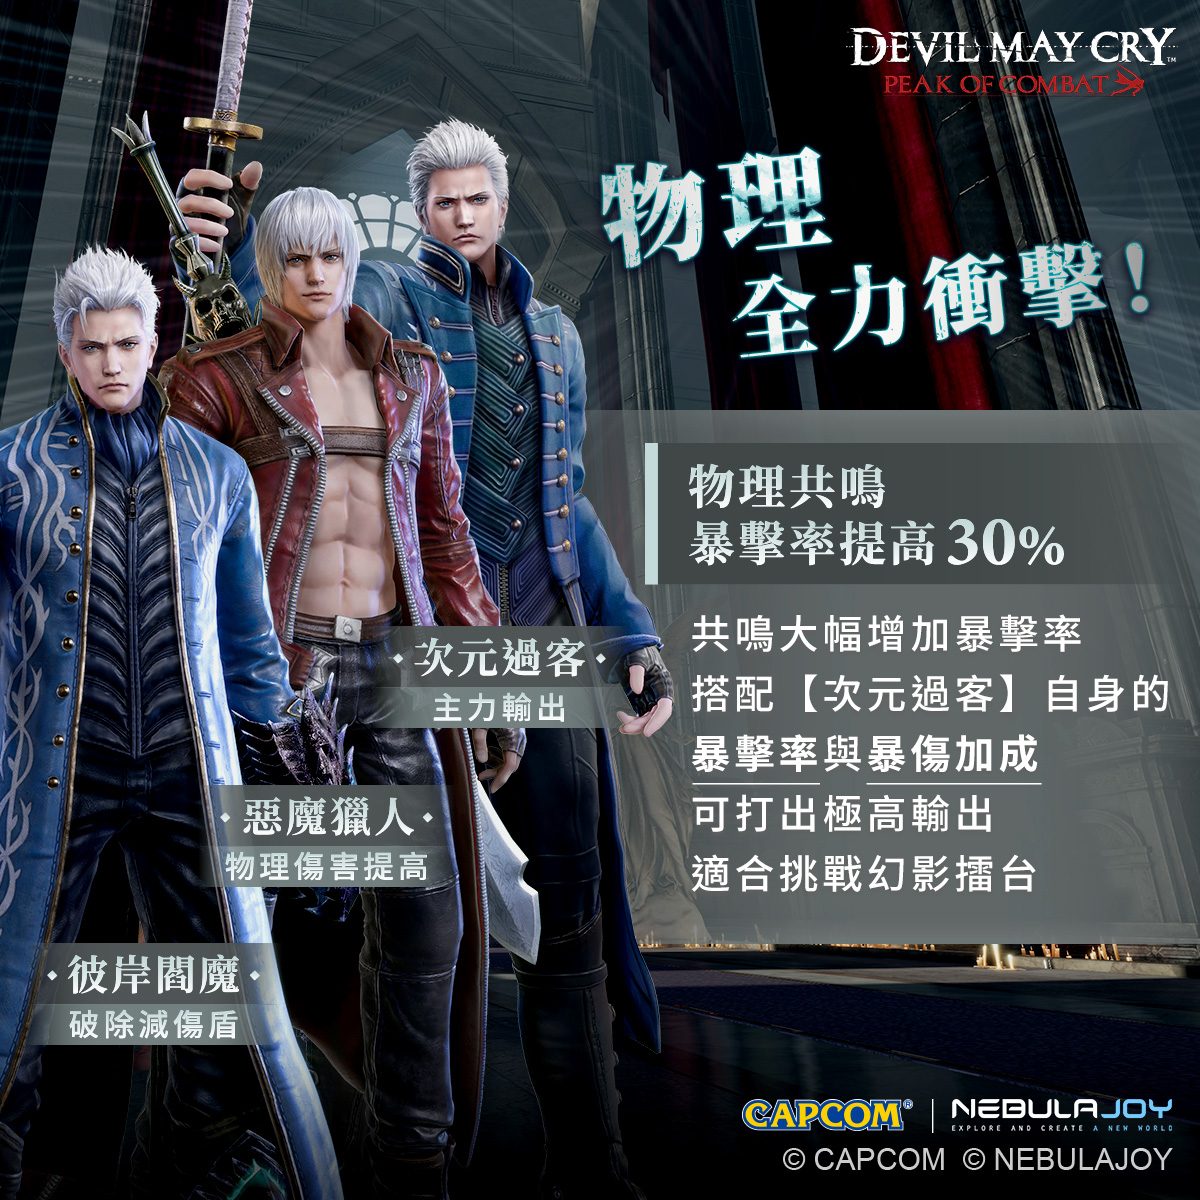 DEVIL MAY CRY™
PEAK OF COMBAT
物理
全力衝擊!
物理共鳴
暴擊率提高30%
共鳴大幅增加暴擊率
搭配【次元過客】自身的
暴擊率與暴傷加成
可打出極高輸出
適合挑戰幻影擂台
·次元過客·
主力輸出
·惡魔獵人·
物理傷害提高
·彼岸閻魔·
破除減傷盾
CAPCOM® | NEBULAJOY
EXPLORE AND CREATE A NEW WORLD
© CAPCOM © NEBULAJOY